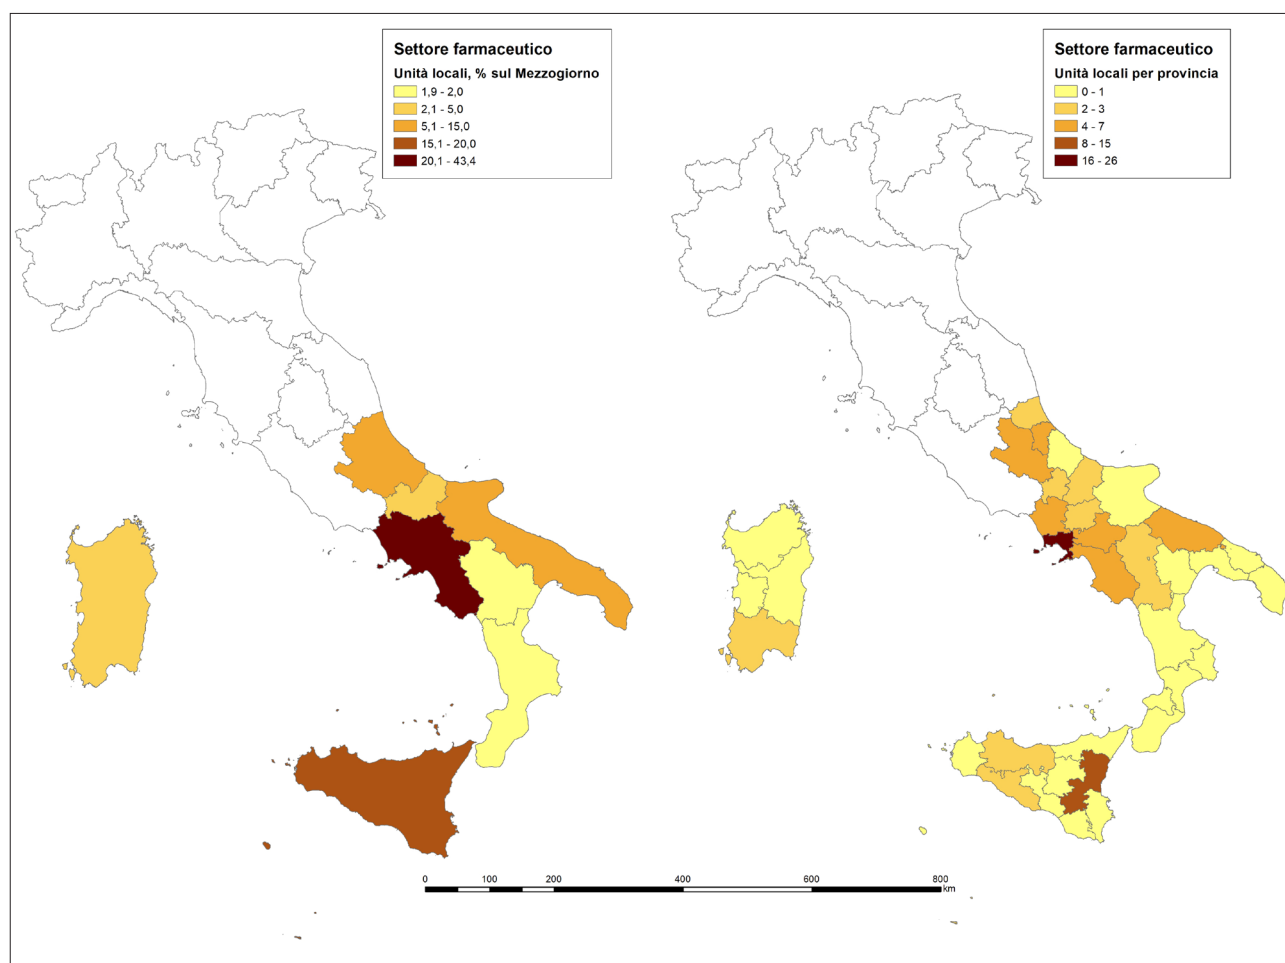 Settore farmaceutico
Unità locali, % sul Mezzogiorno
1,9 - 2,0
2,1 - 5,0
5,1 - 15,0
15,1 - 20,0
20,1 - 43,4
Settore farmaceutico
Unità locali per provincia
0 - 1
2 - 3
4 - 7
8 - 15
16 - 26
0 100 200 400 600 800
km